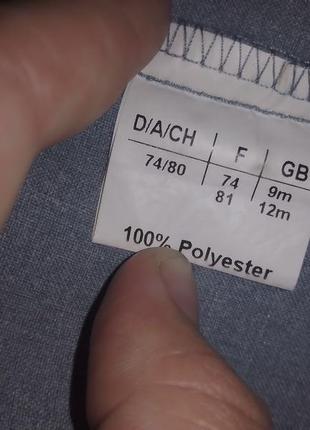 D/A/CH F GB
74/80 74 9m
81 12m
100% Polyester